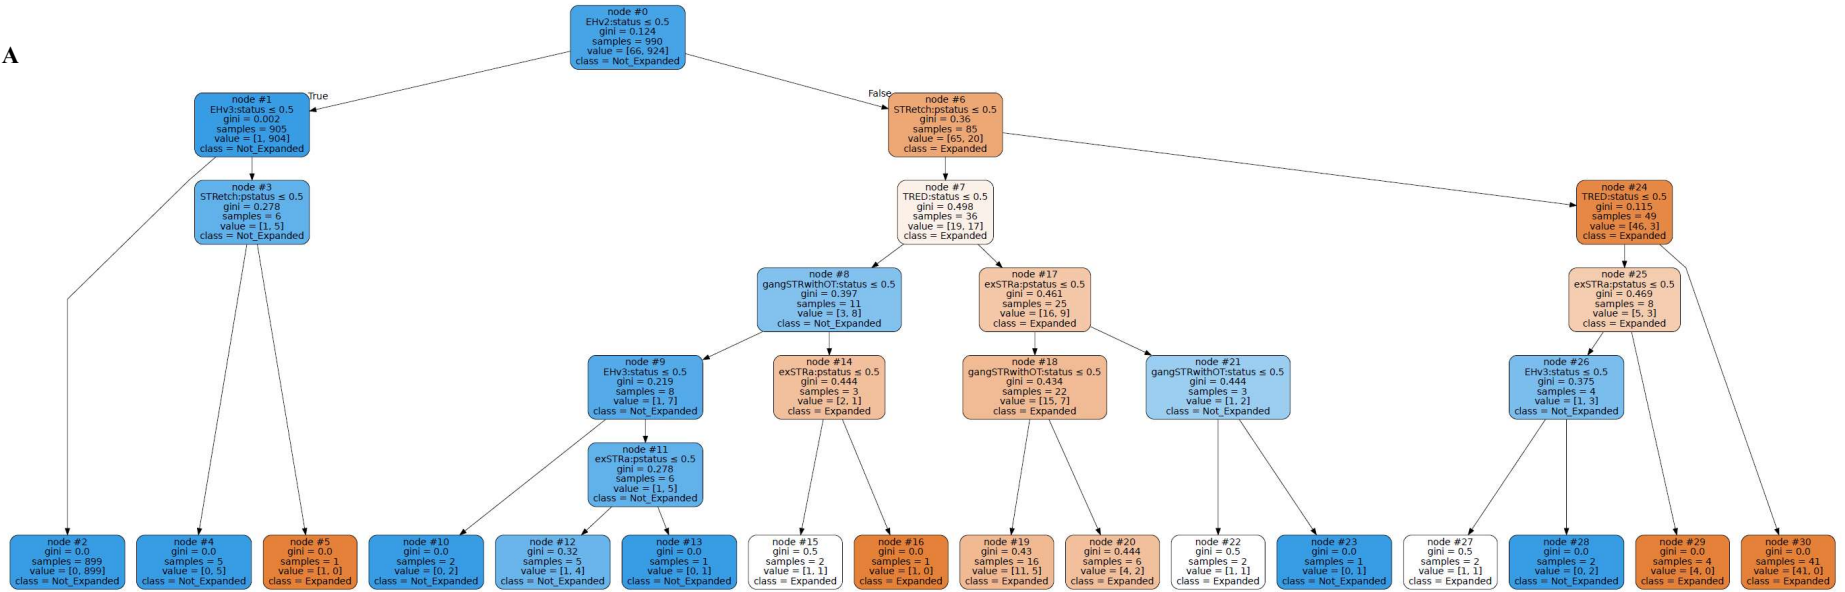 node #0
EHv2:status ≤ 0.5
gini = 0.124
samples = 990
value = [66, 924]
class = Not_Expanded
A
True
False
node #1
EHv3:status ≤ 0.5
gini = 0.002
samples = 905
value = [1, 904]
class = Not_Expanded
node #6
STRetch:pstatus ≤ 0.5
gini = 0.36
samples = 85
value = [65, 20]
class = Expanded
node #3
STRetch:pstatus ≤ 0.5
gini = 0.278
samples = 6
value = [1, 5]
class = Not_Expanded
node #7
TRED:status ≤ 0.5
gini = 0.498
samples = 36
value = [19, 17]
class = Expanded
node #24
TRED:status ≤ 0.5
gini = 0.115
samples = 49
value = [46, 3]
class = Expanded
node #8
gangSTRwithOT:status ≤ 0.5
gini = 0.397
samples = 11
value = [3, 8]
class = Not_Expanded
node #17
exSTRa:pstatus ≤ 0.5
gini = 0.461
samples = 25
value = [16, 9]
class = Expanded
node #25
exSTRa:pstatus ≤ 0.5
gini = 0.469
samples = 8
value = [5, 3]
class = Expanded
node #9
EHv3:status ≤ 0.5
gini = 0.219
samples = 8
value = [1, 7]
class = Not_Expanded
node #14
exSTRa:pstatus ≤ 0.5
gini = 0.444
samples = 3
value = [2, 1]
class = Expanded
node #18
gangSTRwithOT:status ≤ 0.5
gini = 0.434
samples = 22
value = [15, 7]
class = Expanded
node #21
gangSTRwithOT:status ≤ 0.5
gini = 0.444
samples = 3
value = [1, 2]
class = Not_Expanded
node #26
EHv3:status ≤ 0.5
gini = 0.375
samples = 4
value = [1, 3]
class = Not_Expanded
node #11
exSTRa:pstatus ≤ 0.5
gini = 0.278
samples = 6
value = [1, 5]
class = Not_Expanded
node #2
gini = 0.0
samples = 899
value = [0, 899]
class = Not_Expanded
node #4
gini = 0.0
samples = 5
value = [0, 5]
class = Not_Expanded
node #5
gini = 0.0
samples = 1
value = [1, 0]
class = Expanded
node #10
gini = 0.0
samples = 2
value = [0, 2]
class = Not_Expanded
node #12
gini = 0.32
samples = 5
value = [1, 4]
class = Not_Expanded
node #13
gini = 0.0
samples = 1
value = [0, 1]
class = Not_Expanded
node #15
gini = 0.5
samples = 2
value = [1, 1]
class = Expanded
node #16
gini = 0.0
samples = 1
value = [1, 0]
class = Expanded
node #19
gini = 0.43
samples = 16
value = [11, 5]
class = Expanded
node #20
gini = 0.444
samples = 6
value = [4, 2]
class = Expanded
node #22
gini = 0.5
samples = 2
value = [1, 1]
class = Expanded
node #23
gini = 0.0
samples = 1
value = [0, 1]
class = Not_Expanded
node #27
gini = 0.5
samples = 2
value = [1, 1]
class = Expanded
node #28
gini = 0.0
samples = 2
value = [0, 2]
class = Not_Expanded
node #29
gini = 0.0
samples = 4
value = [4, 0]
class = Expanded
node #30
gini = 0.0
samples = 41
value = [41, 0]
class = Expanded